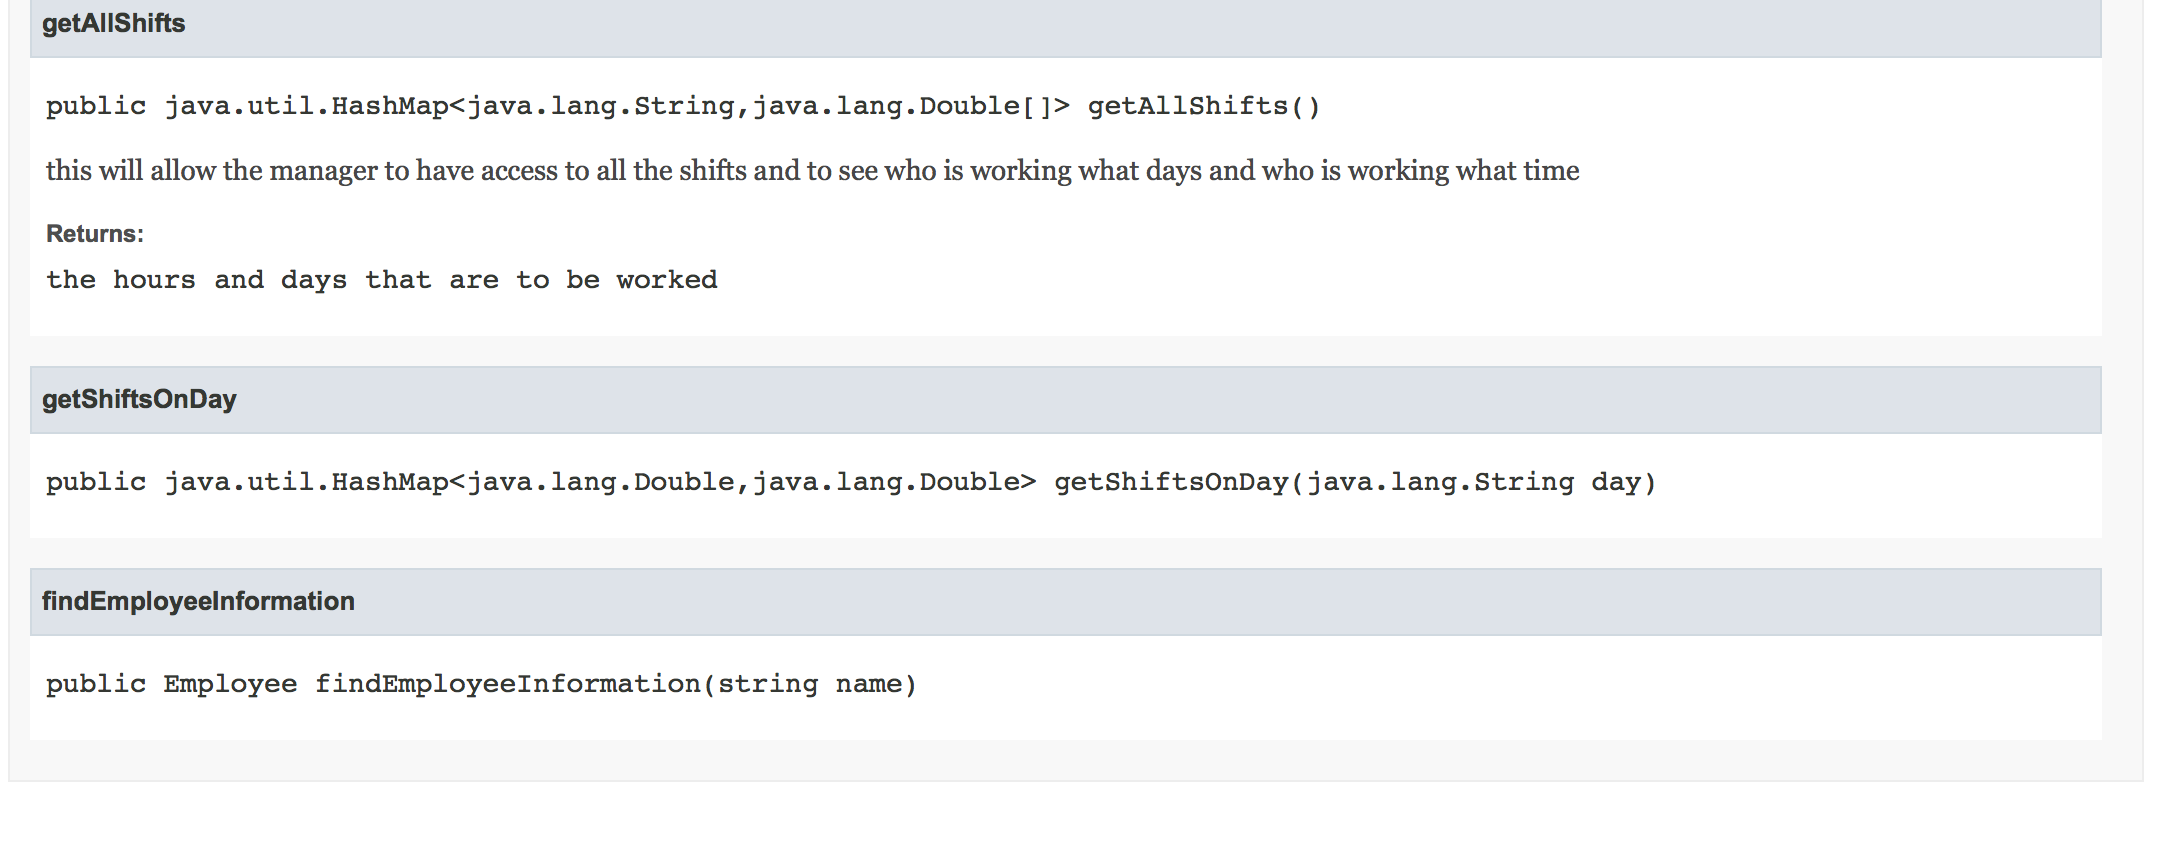 getAllShifts
public java.util.HashMap<java.lang.String,java.lang.Double[]> getAllShifts()
this will allow the manager to have access to all the shifts and to see who is working what days and who is working what time
Returns:
the hours and days that are to be worked
getShiftsOnDay
public java.util.HashMap<java.lang.Double,java.lang.Double> getShiftsOnDay(java.lang.String day)
findEmployeeInformation
public Employee findEmployeeInformation(string name)